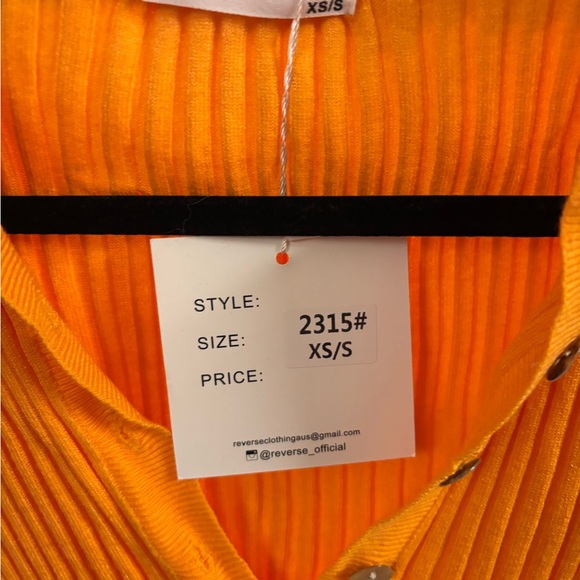 XS/S
STYLE:
2315#
SIZE:
XS/S
PRICE:
reverseclothingaus@gmail.com
@reverse_official